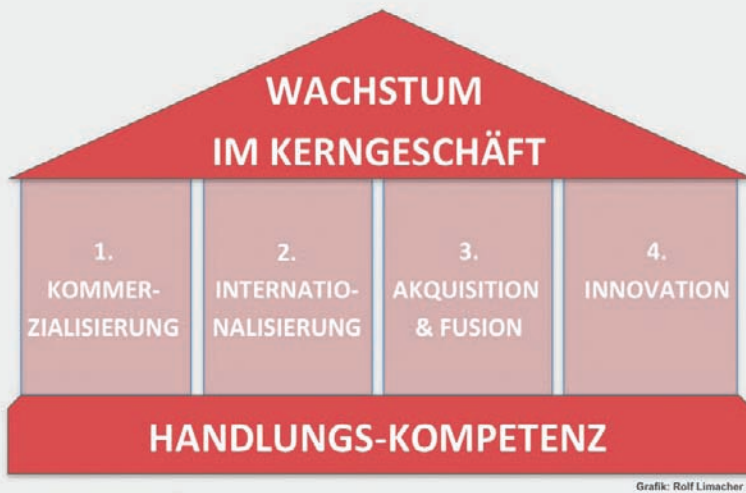 WACHSTUM
IM KERNGESCHÄFT
1.
KOMMER-
ZIALISIERUNG
2.
INTERNATIO-
NALISIERUNG
3.
AKQUISITION
& FUSION
4.
INNOVATION
HANDLUNGS-KOMPETENZ
Grafik: Rolf Limacher